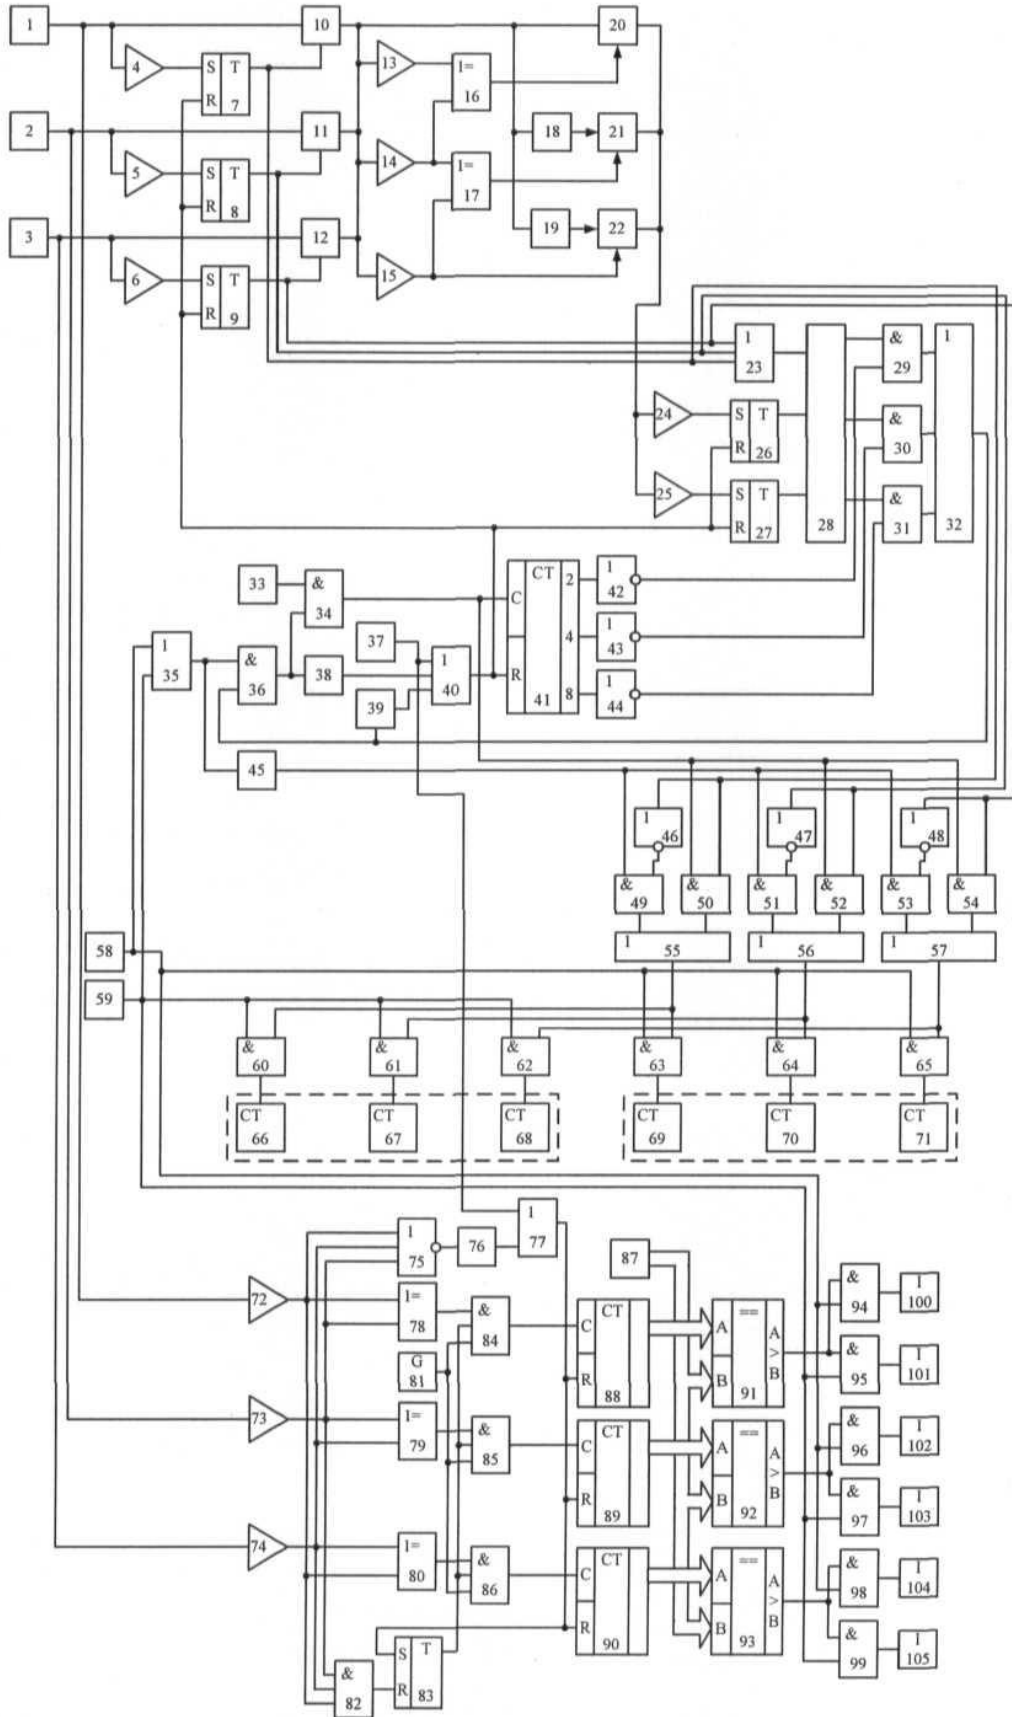 1 10 20
4 S T 13 1=
R 7 16
2 11 18 21
5 S T 14 1=
R 8 17
3 12 19 22
6 S T 15
R 9
1 & 1
23 29
24 S T &
R 26 30
25 S T &
R 27 28 31 32
33 & CT 2 1
34 C 42
1 & 37 1 4 1
35 36 38 40 R 43
39 41 8 1
44
45
1 46 1 47 1 48
& 49 & 50 & 51 & 52 & 53 & 54
1 55 1 56 1 57
58
59
& 60 & 61 & 62 & 63 & 64 & 65
CT 66 CT 67 CT 68 CT 69 CT 70 CT 71
1 75 76 1 77 87
72 1= 78 & 84 C CT A == A > B & 94 I 100
G 81 R 88 B 91 & 95 I 101
73 1= 79 & 85 C CT A == A > B & 96 I 102
R 89 B 92 & 97 I 103
74 1= 80 & 86 C CT A == A > B & 98 I 104
R 90 B 93 & 99 I 105
& 82 S T R 83